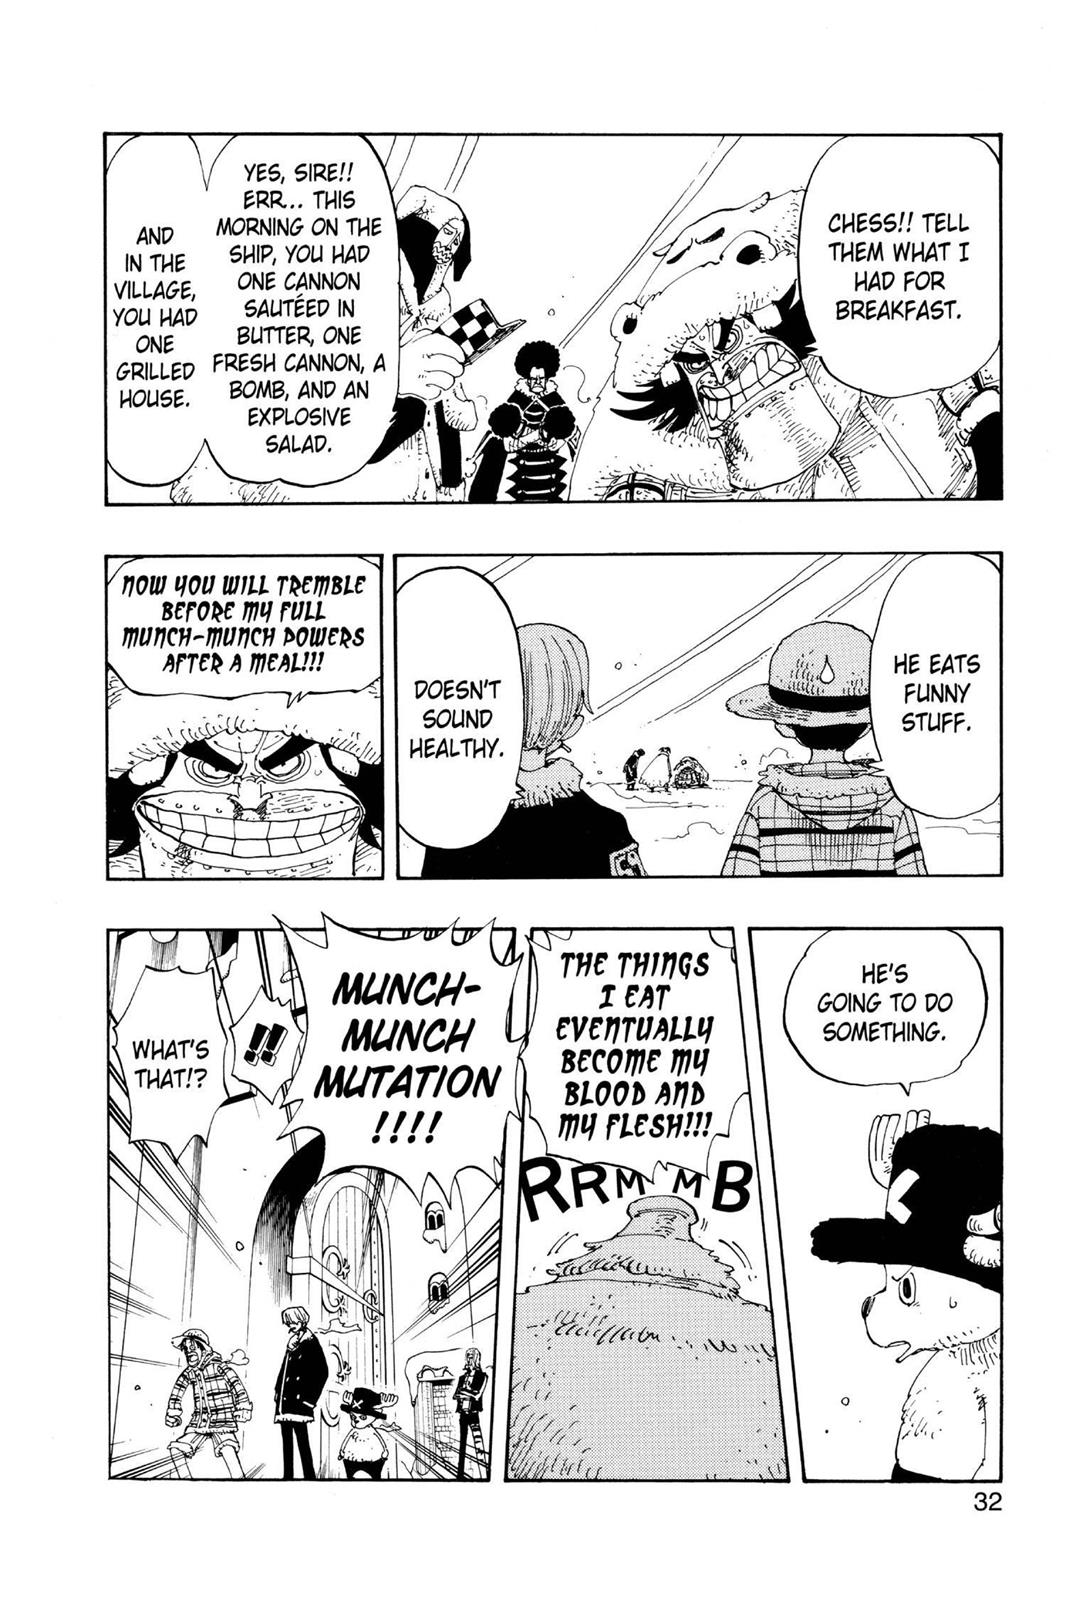 CHESS!! TELL
THEM WHAT I
HAD FOR
BREAKFAST.
YES, SIRE!!
ERR... THIS
MORNING ON THE
SHIP, YOU HAD
ONE CANNON
SAUTÉED IN
BUTTER, ONE
FRESH CANNON, A
BOMB, AND AN
EXPLOSIVE
SALAD.
AND
IN THE
VILLAGE,
YOU HAD
ONE
GRILLED
HOUSE.
HE EATS
FUNNY
STUFF.
DOESN'T
SOUND
HEALTHY.
NOW YOU WILL TREMBLE
BEFORE MY FULL
MUNCH-MUNCH POWERS
AFTER A MEAL!!!
HE'S
GOING TO DO
SOMETHING.
THE THINGS
I EAT
EVENTUALLY
BECOME MY
BLOOD AND
MY FLESH!!!
RRMMB
MUNCH-
MUNCH
MUTATION
!!!!
!!
WHAT'S
THAT!?
32